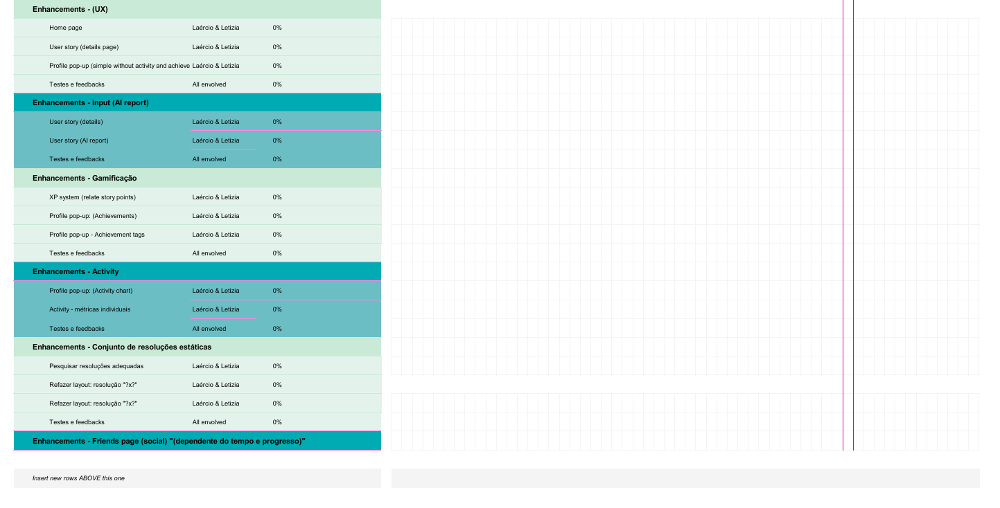 Enhancements - (UX)
Home page Laércio & Letizia 0%
User story (details page) Laércio & Letizia 0%
Profile pop-up (simple without activity and achieve Laércio & Letizia 0%
Testes e feedbacks All envolved 0%
Enhancements - input (AI report)
User story (details) Laércio & Letizia 0%
User story (AI report) Laércio & Letizia 0%
Testes e feedbacks All envolved 0%
Enhancements - Gamificação
XP system (relate story points) Laércio & Letizia 0%
Profile pop-up: (Achievements) Laércio & Letizia 0%
Profile pop-up - Achievement tags Laércio & Letizia 0%
Testes e feedbacks All envolved 0%
Enhancements - Activity
Profile pop-up: (Activity chart) Laércio & Letizia 0%
Activity - métricas individuais Laércio & Letizia 0%
Testes e feedbacks All envolved 0%
Enhancements - Conjunto de resoluções estáticas
Pesquisar resoluções adequadas Laércio & Letizia 0%
Refazer layout: resolução "?x?" Laércio & Letizia 0%
Refazer layout: resolução "?x?" Laércio & Letizia 0%
Testes e feedbacks All envolved 0%
Enhancements - Friends page (social) "(dependente do tempo e progresso)"
Insert new rows ABOVE this one